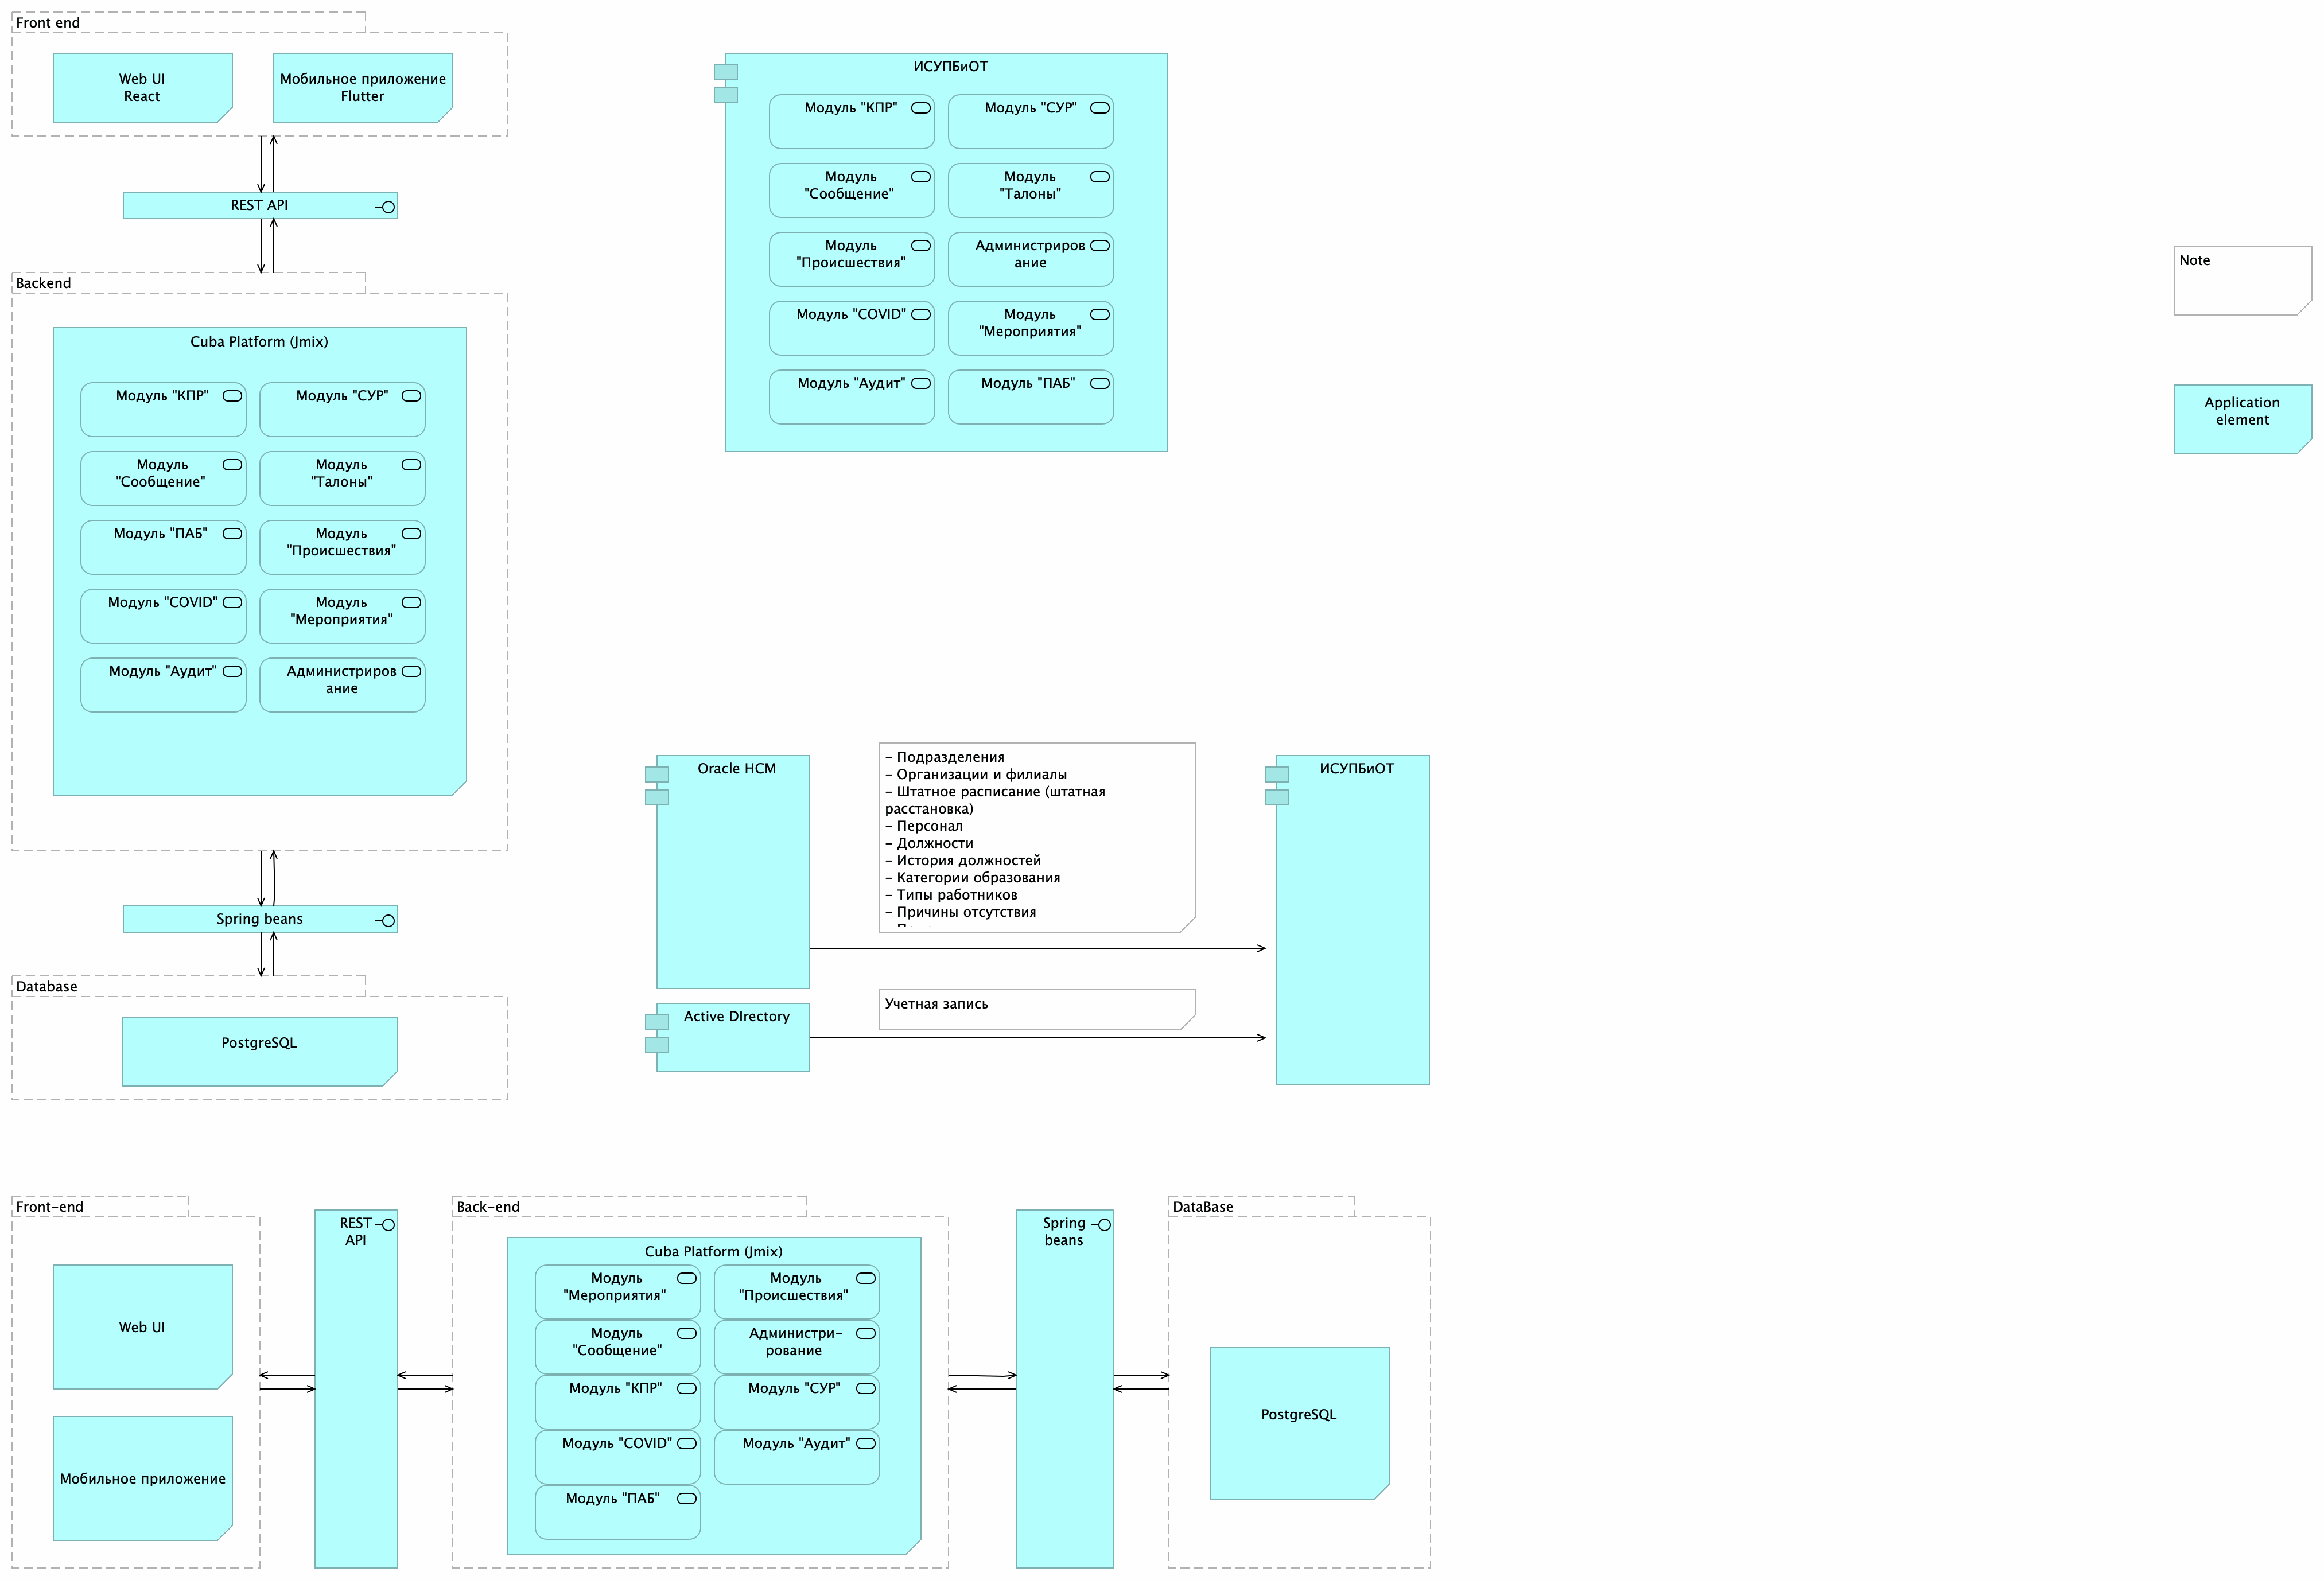 Front end
Web UI
React
Мобильное приложение
Flutter
REST API
Backend
Cuba Platform (Jmix)
Модуль "КПР"
Модуль "СУР"
Модуль
"Сообщение"
Модуль
"Талоны"
Модуль "ПАБ"
Модуль
"Происшествия"
Модуль "COVID"
Модуль
"Мероприятия"
Модуль "Аудит"
Администриров
ание
Spring beans
Database
PostgreSQL
ИСУПБиОТ
Модуль "КПР"
Модуль "СУР"
Модуль
"Сообщение"
Модуль
"Талоны"
Модуль
"Происшествия"
Администриров
ание
Модуль "COVID"
Модуль
"Мероприятия"
Модуль "Аудит"
Модуль "ПАБ"
Note
Application
element
Oracle HCM
- Подразделения
- Организации и филиалы
- Штатное расписание (штатная
расстановка)
- Персонал
- Должности
- История должностей
- Категории образования
- Типы работников
- Причины отсутствия
ИСУПБиОТ
Active DIrectory
Учетная запись
Front-end
Web UI
Мобильное приложение
REST
API
Back-end
Cuba Platform (Jmix)
Модуль
"Мероприятия"
Модуль
"Происшествия"
Модуль
"Сообщение"
Администри-
рование
Модуль "КПР"
Модуль "СУР"
Модуль "COVID"
Модуль "Аудит"
Модуль "ПАБ"
Spring
beans
DataBase
PostgreSQL